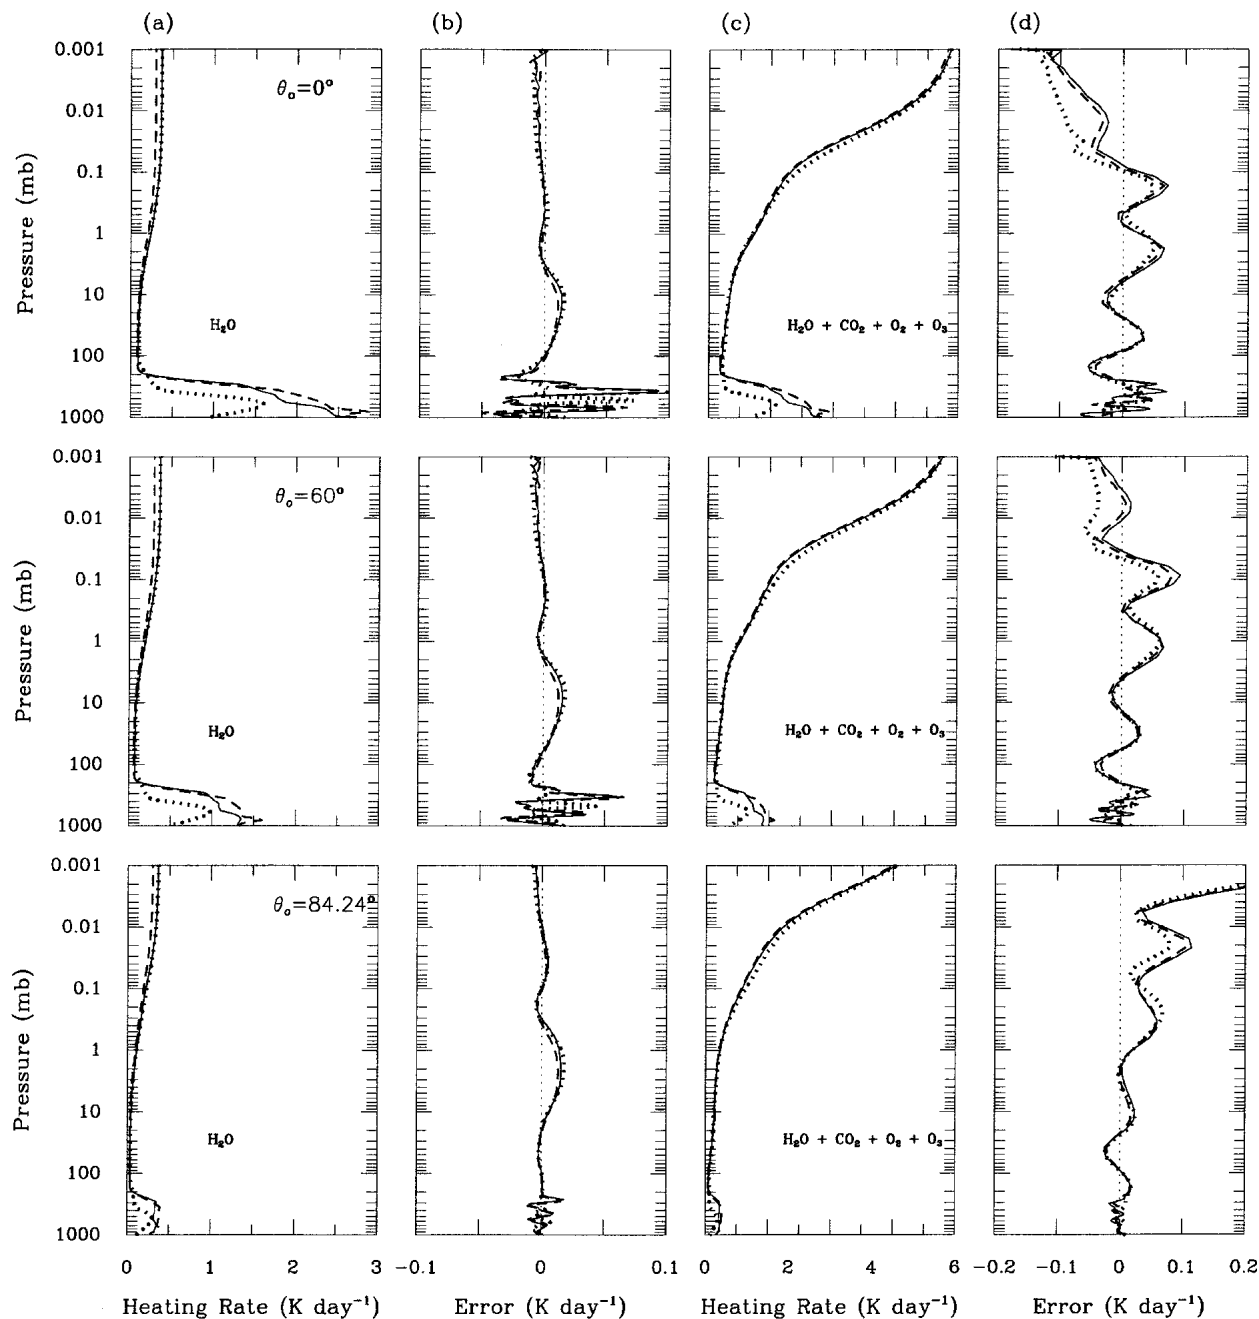 (a) (b) (c) (d)
0.001
0.01
0.1
1
10
100
1000
Pressure (mb)
θₒ=0°
H₂O
H₂O + CO₂ + O₂ + O₃
0.001
0.01
0.1
1
10
100
1000
Pressure (mb)
θₒ=60°
H₂O
H₂O + CO₂ + O₂ + O₃
0.001
0.01
0.1
1
10
100
1000
Pressure (mb)
θₒ=84.24°
H₂O
H₂O + CO₂ + O₂ + O₃
0 1 2 3 -0.1 0 0.1 0 2 4 6 -0.2 -0.1 0 0.1 0.2
Heating Rate (K day⁻¹) Error (K day⁻¹) Heating Rate (K day⁻¹) Error (K day⁻¹)